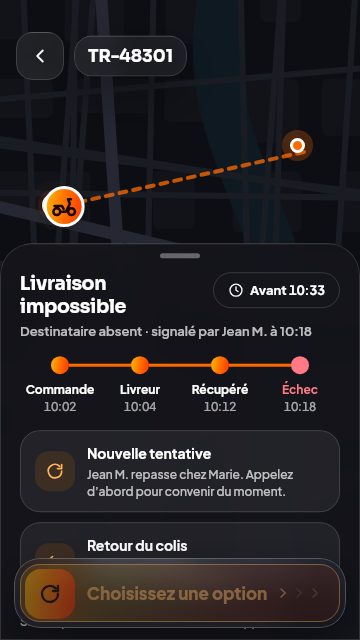 TR-48301
Livraison
impossible
Avant 10:33
Destinataire absent · signalé par Jean M. à 10:18
Commande
Livreur
Récupéré
Échec
10:02
10:04
10:12
10:18
Nouvelle tentative
Jean M. repasse chez Marie. Appelez
d'abord pour convenir du moment.
Retour du colis
Choisissez une option